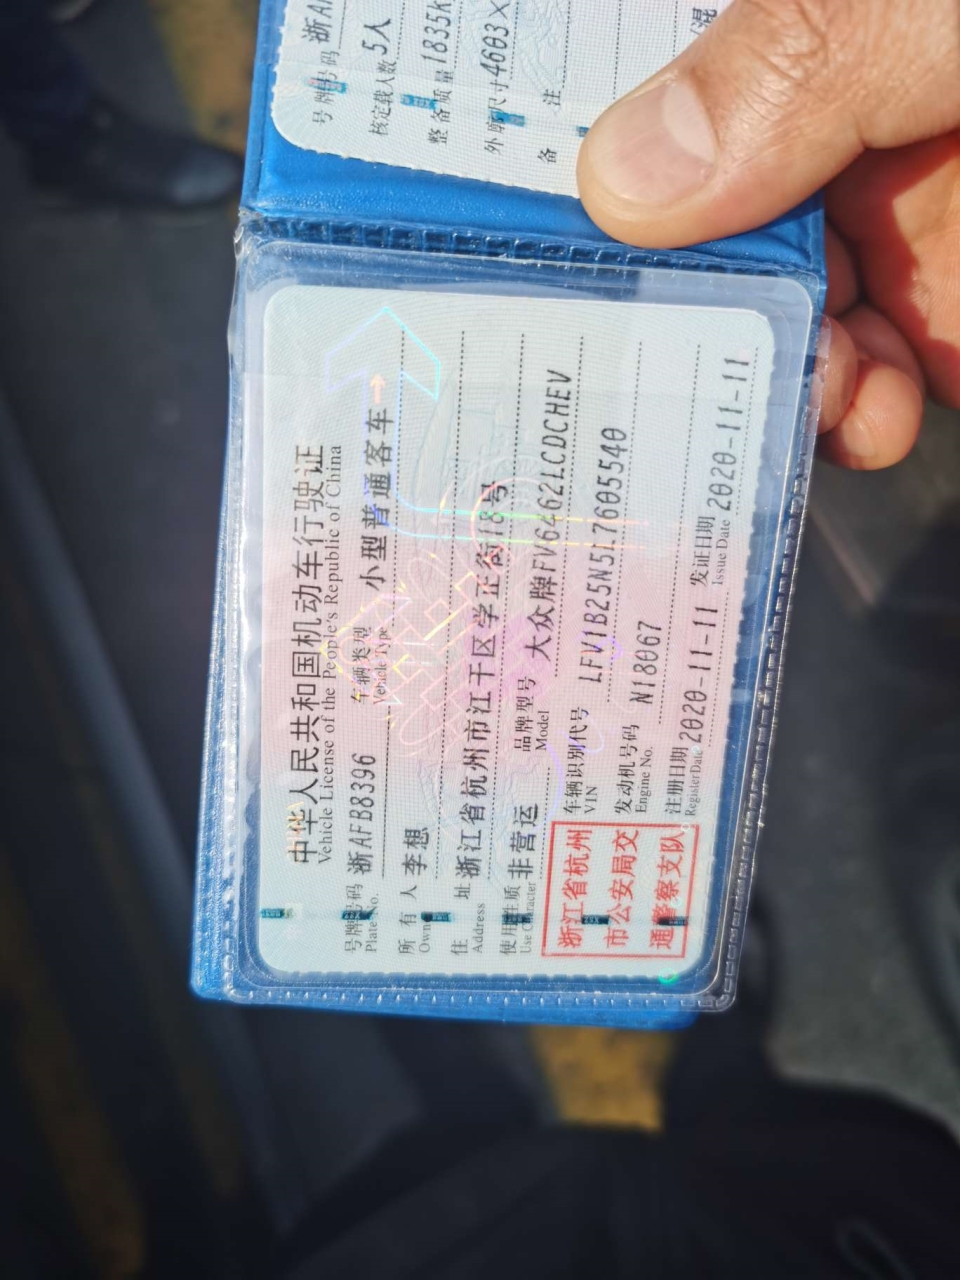 中华人民共和国机动车行驶证
Vehicle License of the People's Republic of China
号牌号码 浙AFB8396 车辆类型 小型普通客车
Plate No. Vehicle Type
所有人 李想
Owner
住址 浙江省杭州市江干区学正街18号
Address
使用性质 非营运 品牌型号 大众牌FV6462LCDCHEV
Use Character Model
浙江省杭州
市公安局交
通警察支队
车辆识别代号 LFV1B25N5L7605540
VIN
发动机号码 N18067
Engine No.
注册日期 2020-11-11 发证日期 2020-11-11
Register Date Issue Date
号牌号码 浙AF
核定载人数 5人
整备质量 1835k
外廓尺寸 4603×
备注